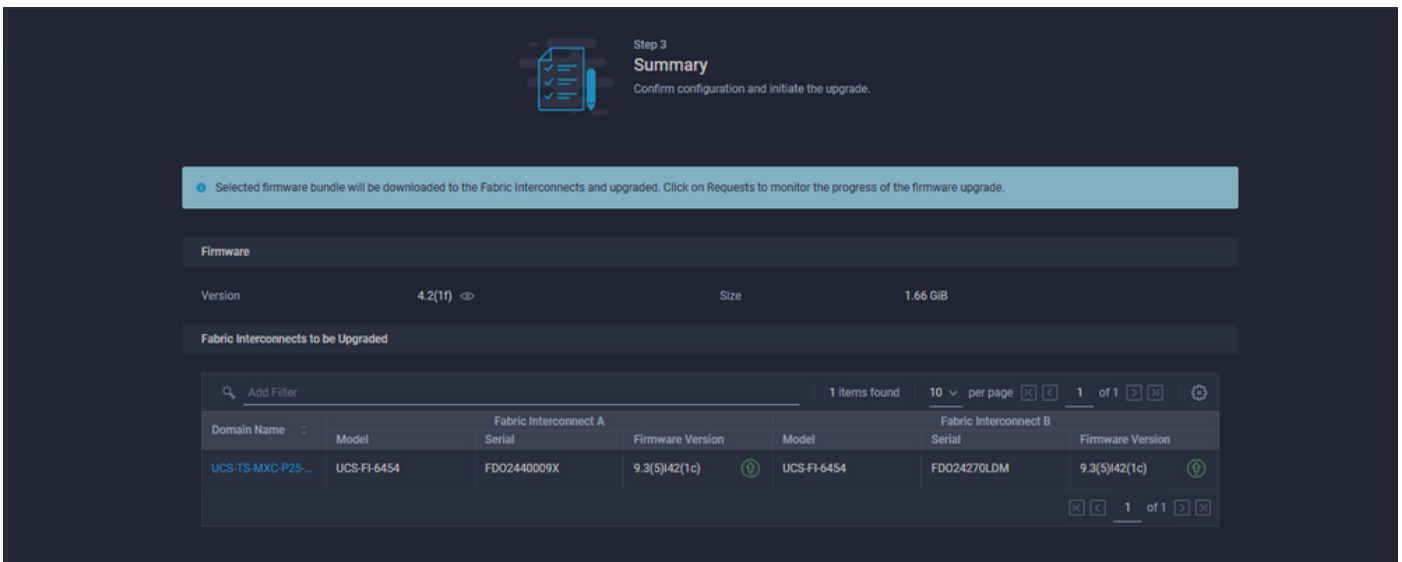 Step 3
Summary
Confirm configuration and initiate the upgrade.
Selected firmware bundle will be downloaded to the Fabric Interconnects and upgraded. Click on Requests to monitor the progress of the firmware upgrade.
Firmware
Version 4.2(1f) Size 1.66 GiB
Fabric Interconnects to be Upgraded
Add Filter 1 items found 10 per page 1 of 1
Domain Name Fabric Interconnect A Fabric Interconnect B
Model Serial Firmware Version Model Serial Firmware Version
UCS-TS-MXC-P25-... UCS-FI-6454 FDO2440009X 9.3(5)I42(1c) UCS-FI-6454 FDO24270LDM 9.3(5)I42(1c)
1 of 1